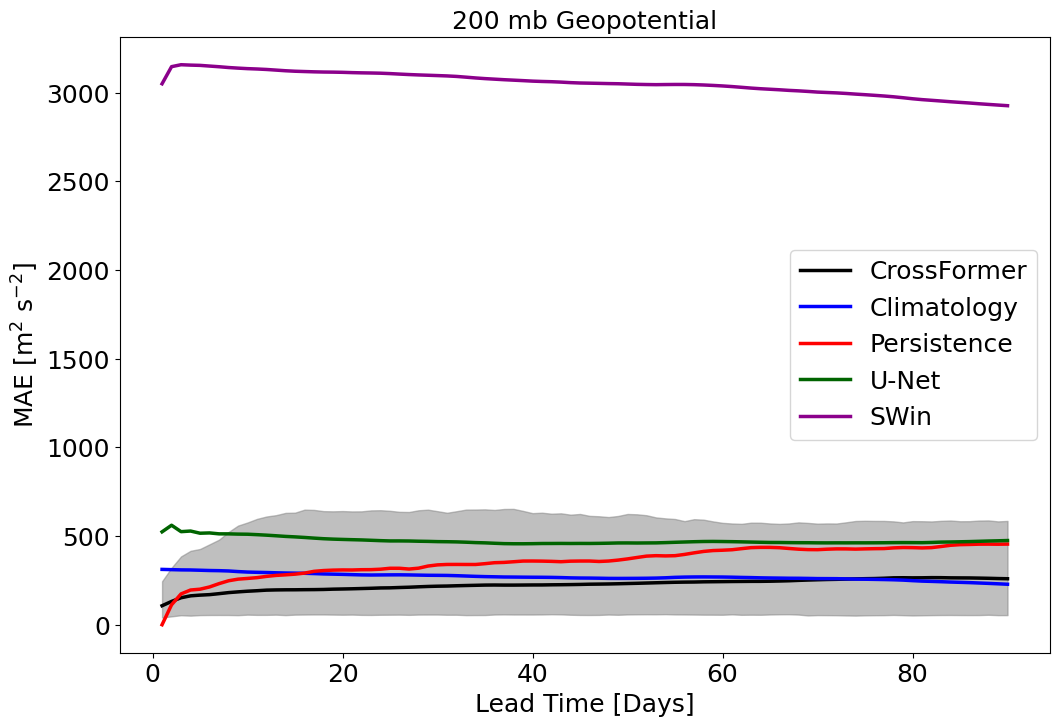 200 mb Geopotential
MAE [m² s⁻²]
3000
2500
2000
1500
1000
500
0
CrossFormer
Climatology
Persistence
U-Net
SWin
0 20 40 60 80
Lead Time [Days]